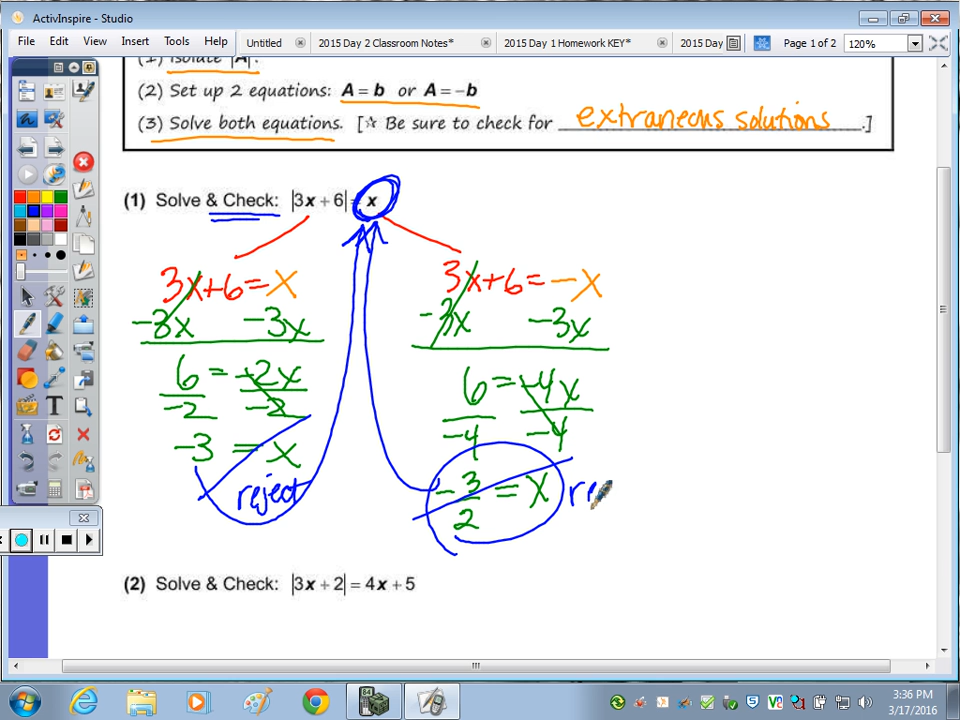 ActivInspire - Studio
File Edit View Insert Tools Help Untitled 2015 Day 2 Classroom Notes* 2015 Day 1 Homework KEY* 2015 Day Page 1 of 2 120%
(1) Isolate |A|.
(2) Set up 2 equations: A = b or A = -b
(3) Solve both equations. [☆ Be sure to check for extraneous solutions.]
(1) Solve & Check: |3x + 6| = x
3x+6=x 3x+6=-x
-3x -3x -3x -3x
6 = -2x 6 = -4x
-2 -2 -4 -4
-3 = x
reject -3/2 = x re
(2) Solve & Check: |3x + 2| = 4x + 5
3:36 PM
3/17/2016